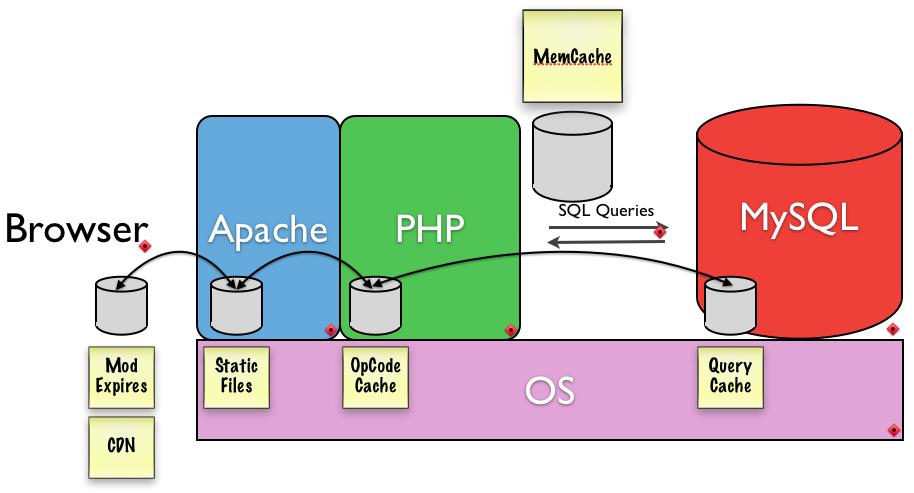 MemCache
SQL Queries
Browser
Apache
PHP
MySQL
Mod
Expires
Static
Files
OpCode
Cache
Query
Cache
OS
CDN